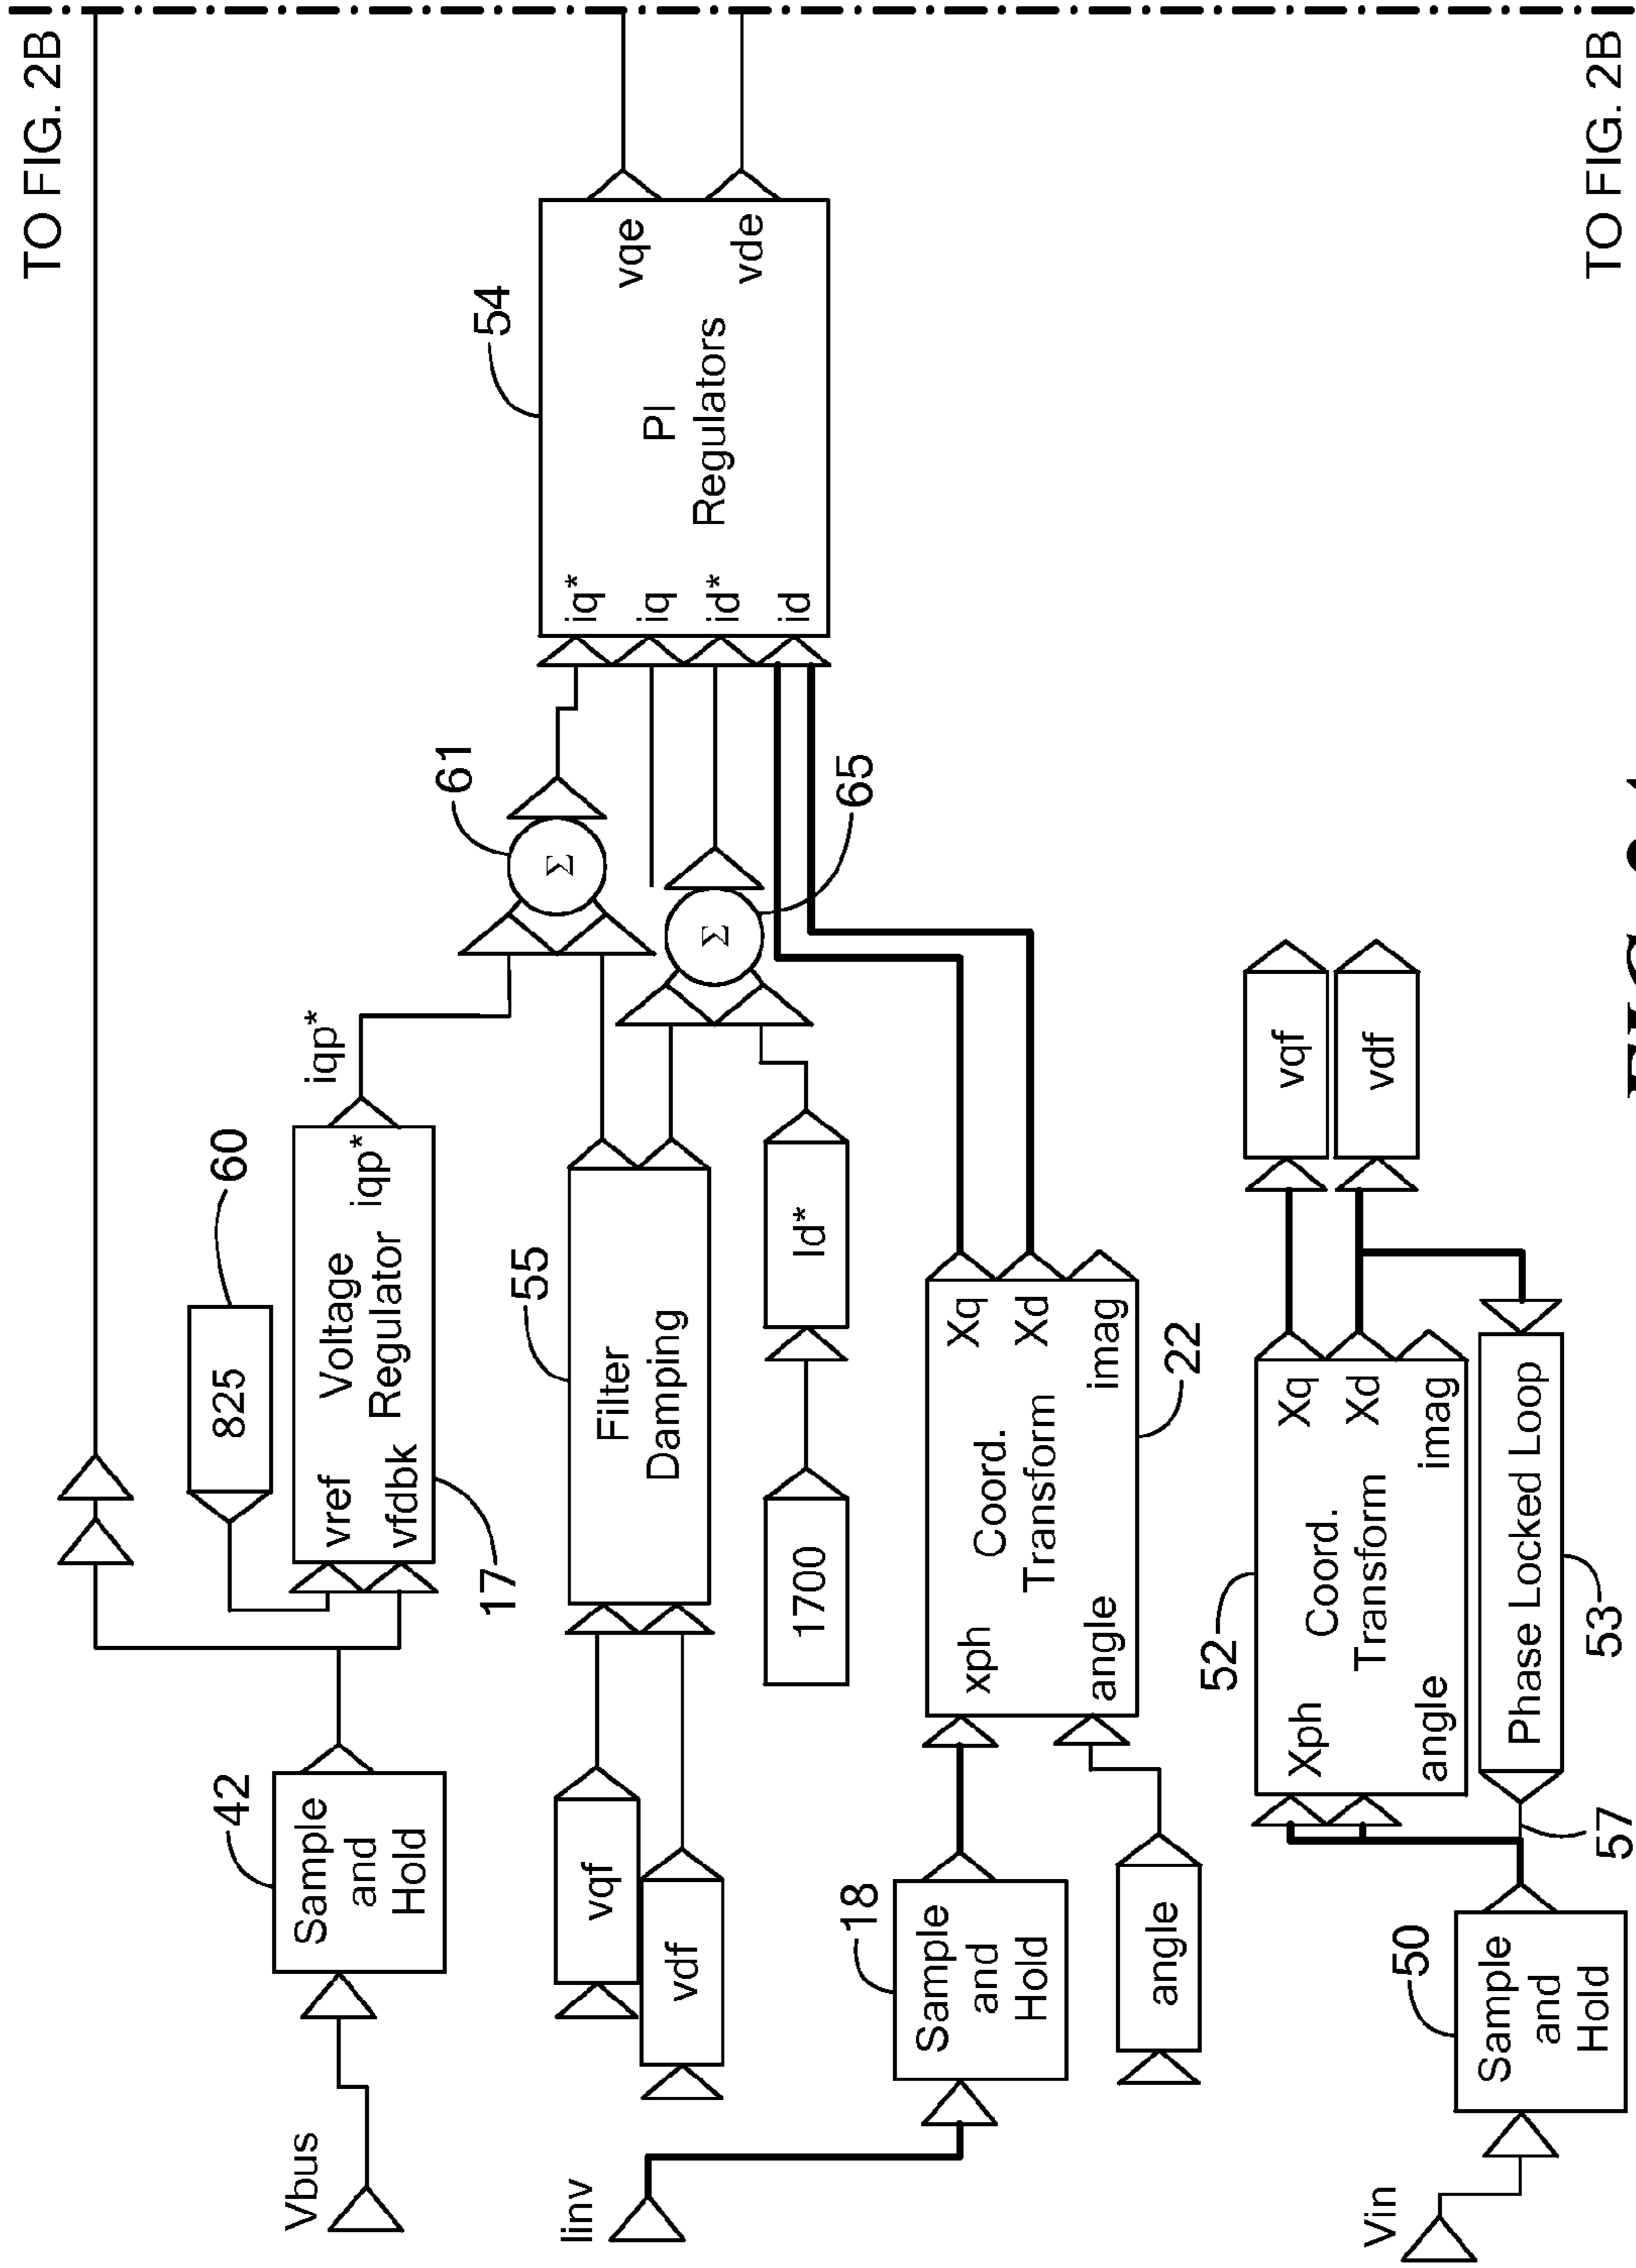 TO FIG. 2B
Vbus
42
Sample
and
Hold
60
825
vref
vfdbk
Voltage
Regulator
iqp*
iqp*
17
61
Σ
54
iq*
iq
id*
id
PI
Regulators
vqe
vde
vqf
vdf
55
Filter
Damping
Σ
65
1700
Id*
Iinv
18
Sample
and
Hold
angle
xph
angle
Coord.
Transform
Xq
Xd
imag
22
Vin
50
Sample
and
Hold
57
52
Xph
angle
Coord.
Transform
Xq
Xd
imag
Phase Locked Loop
53
vqf
vdf
TO FIG. 2B